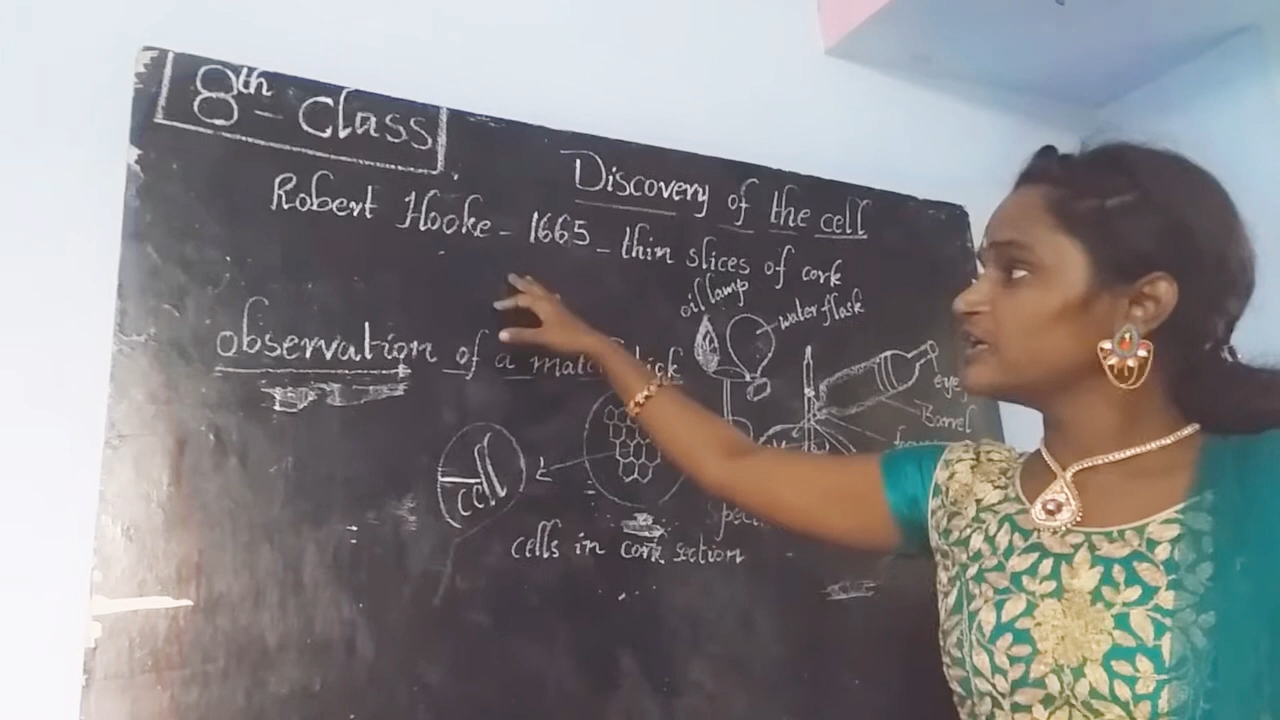 8th - Class
Discovery of the cell
Robert Hooke - 1665 - thin slices of cork
oil lamp
water flask
observation of a
eye
Barrel
cell
cells in cork section